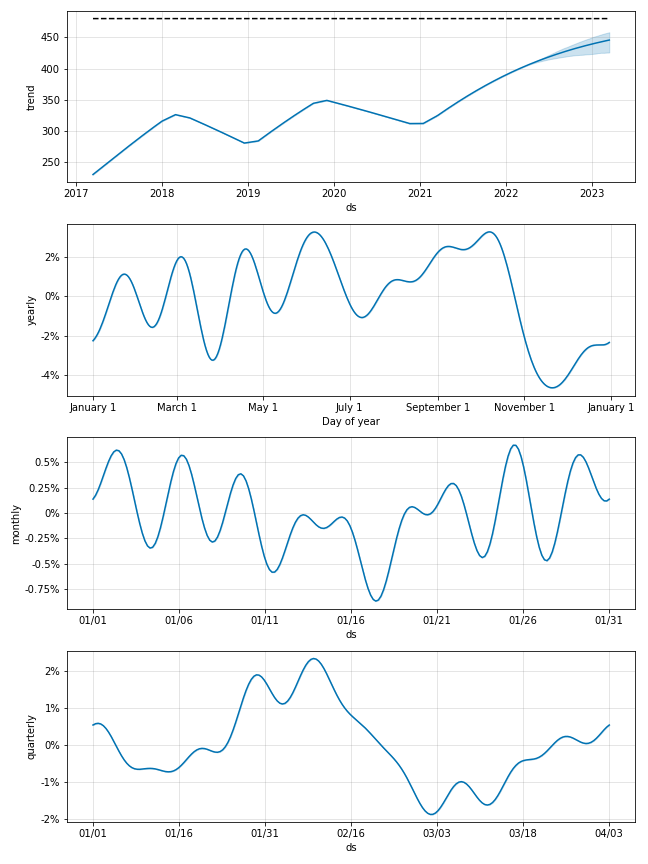 trend
450
400
350
300
250
2017 2018 2019 2020 2021 2022 2023
ds
yearly
2%
0%
-2%
-4%
January 1 March 1 May 1 July 1 September 1 November 1 January 1
Day of year
monthly
0.5%
0.25%
0%
-0.25%
-0.5%
-0.75%
01/01 01/06 01/11 01/16 01/21 01/26 01/31
ds
quarterly
2%
1%
0%
-1%
-2%
01/01 01/16 01/31 02/16 03/03 03/18 04/03
ds